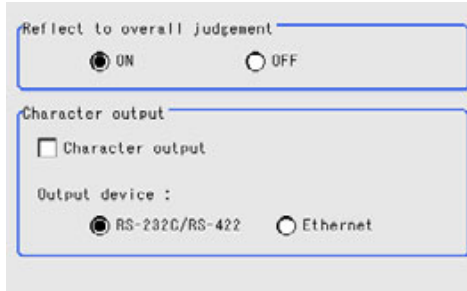 Reflect to overall judgement
ON OFF
Character output
Character output
Output device :
RS-232C/RS-422 Ethernet